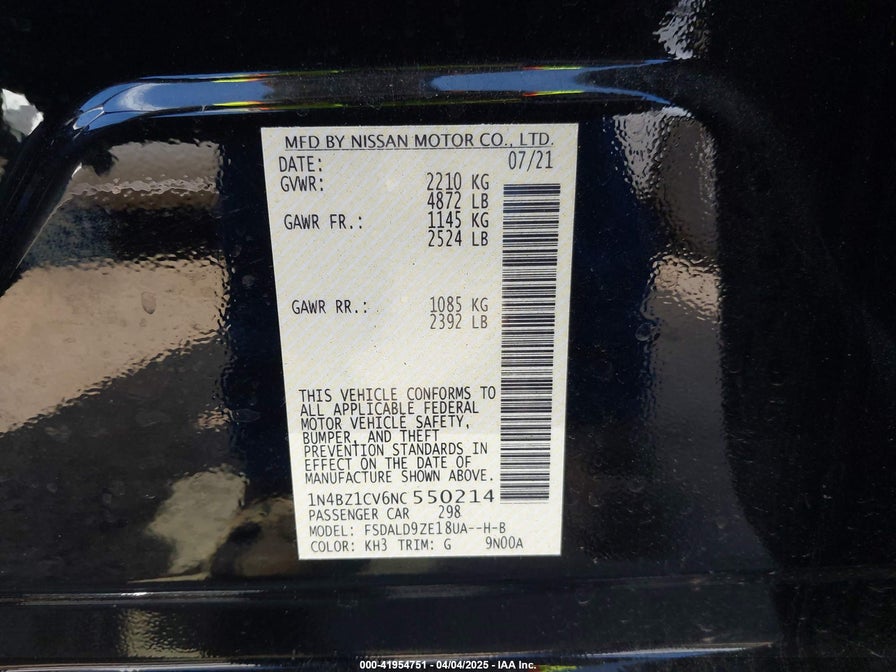 MFD BY NISSAN MOTOR CO., LTD.
DATE: 07/21
GVWR: 2210 KG
4872 LB
GAWR FR.: 1145 KG
2524 LB
GAWR RR.: 1085 KG
2392 LB
THIS VEHICLE CONFORMS TO
ALL APPLICABLE FEDERAL
MOTOR VEHICLE SAFETY,
BUMPER, AND THEFT
PREVENTION STANDARDS IN
EFFECT ON THE DATE OF
MANUFACTURE SHOWN ABOVE.
1N4BZ1CV6NC 550214
PASSENGER CAR 298
MODEL: FSDALD9ZE18UA--H-B
COLOR: KH3 TRIM: G 9N00A
000-41954751 - 04/04/2025 - IAA Inc.